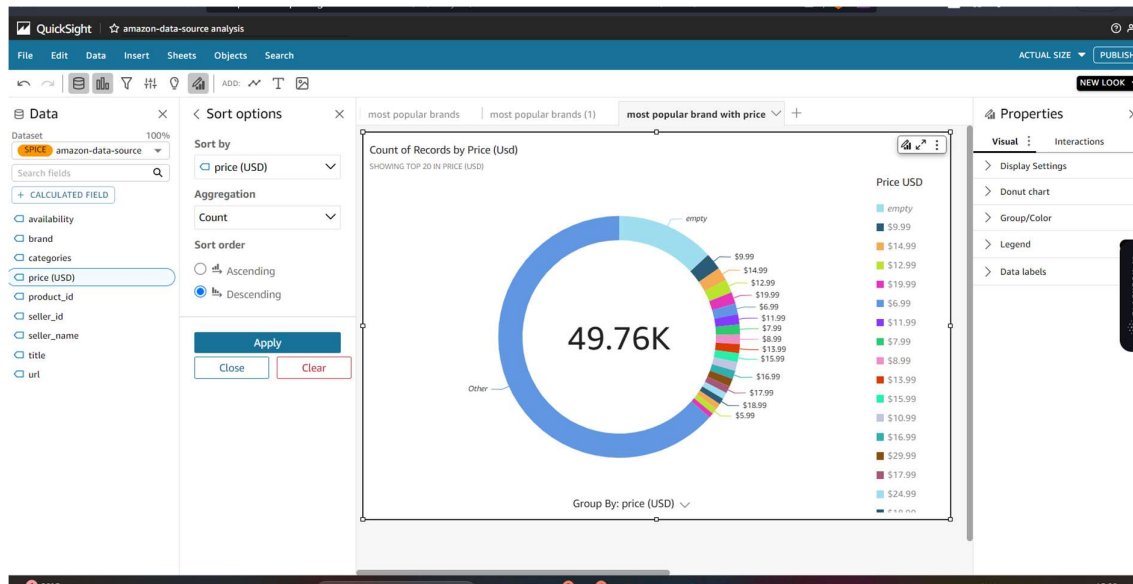 QuickSight
amazon-data-source analysis
File Edit Data Insert Sheets Objects Search
ACTUAL SIZE
PUBLISH
ADD:
NEW LOOK
Data
Dataset 100%
SPICE amazon-data-source
Search fields
+ CALCULATED FIELD
availability
brand
categories
price (USD)
product_id
seller_id
seller_name
title
url
Sort options
Sort by
price (USD)
Aggregation
Count
Sort order
Ascending
Descending
Apply
Close Clear
most popular brands most popular brands (1) most popular brand with price
Count of Records by Price (Usd)
SHOWING TOP 20 IN PRICE (USD)
empty
$9.99
$14.99
$12.99
$19.99
$6.99
$11.99
$7.99
$8.99
$13.99
$15.99
$16.99
$17.99
$18.99
$5.99
Other
49.76K
Group By: price (USD)
Price USD
empty
$9.99
$14.99
$12.99
$19.99
$6.99
$11.99
$7.99
$8.99
$13.99
$15.99
$10.99
$16.99
$29.99
$17.99
$24.99
Properties
Visual Interactions
Display Settings
Donut chart
Group/Color
Legend
Data labels